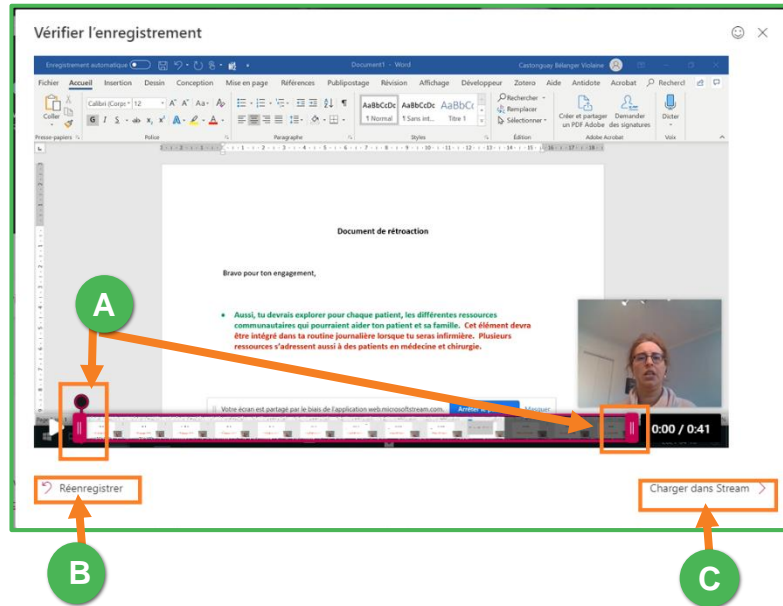 Vérifier l'enregistrement
Enregistrement automatique
Document1 - Word
Castonguay Bélanger Violaine
Fichier Accueil Insertion Dessin Conception Mise en page Références Publipostage Révision Affichage Développeur Zotero Aide Antidote Acrobat Recherci
Coller
Calibri (Corps) 12
G I S ab x, x²
AaBbCcDc AaBbCcDc AaBbCc
¶ Normal ¶ Sans int... Titre 1
Rechercher
Remplacer
Sélectionner
Créer et partager un PDF Adobe
Demander des signatures
Dicter
Presse-papiers Police Paragraphe Styles Édition Adobe Acrobat Voix
Document de rétroaction
Bravo pour ton engagement,
A
• Aussi, tu devrais explorer pour chaque patient, les différentes ressources
communautaires qui pourraient aider ton patient et sa famille. Cet élément devra
être intégré dans ta routine journalière lorsque tu seras infirmière. Plusieurs
ressources s'adressent aussi à des patients en médecine et chirurgie.
Votre écran est partagé par le biais de l'application web.microsoftstream.com. Masquer
0:00 / 0:41
Réenregistrer
Charger dans Stream
B
C